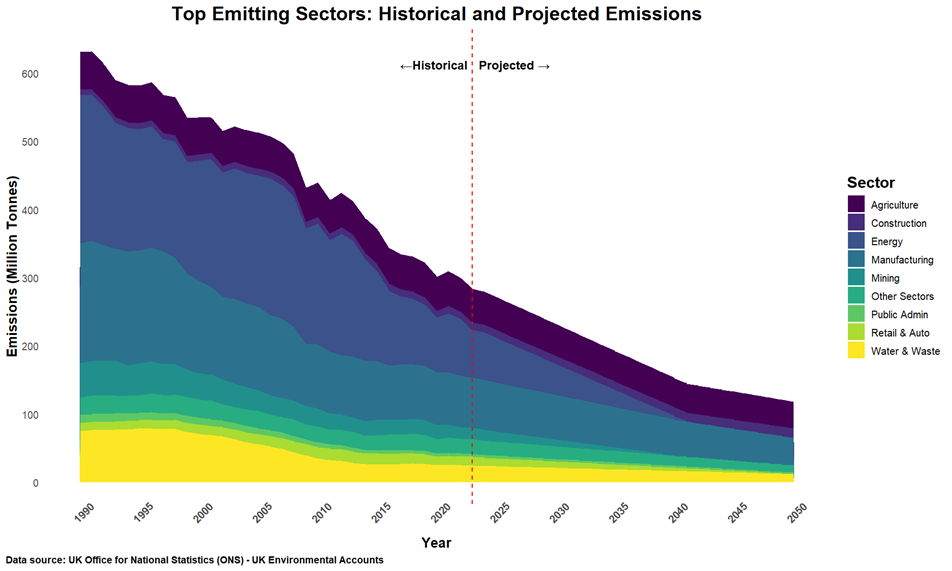 Top Emitting Sectors: Historical and Projected Emissions
←Historical Projected →
Emissions (Million Tonnes)
600
500
400
300
200
100
0
1990 1995 2000 2005 2010 2015 2020 2025 2030 2035 2040 2045 2050
Year
Sector
Agriculture
Construction
Energy
Manufacturing
Mining
Other Sectors
Public Admin
Retail & Auto
Water & Waste
Data source: UK Office for National Statistics (ONS) - UK Environmental Accounts